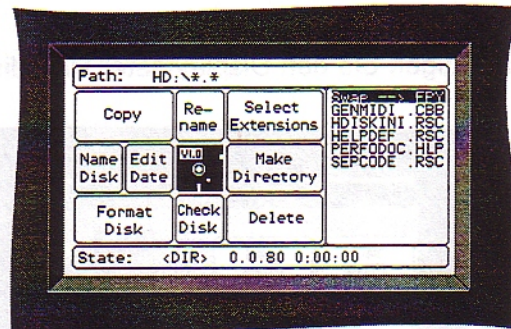 Path: HD:\*.*
Copy
Re-
name
Select
Extensions
Name
Disk
Edit
Date
V1.0
Make
Directory
Format
Disk
Check
Disk
Delete
Swap --> FPY
GENMIDI .CBB
HDISKINI.RSC
HELPDEF .RSC
PERFODOC.HLP
SEPCODE .RSC
State: <DIR> 0.0.80 0:00:00